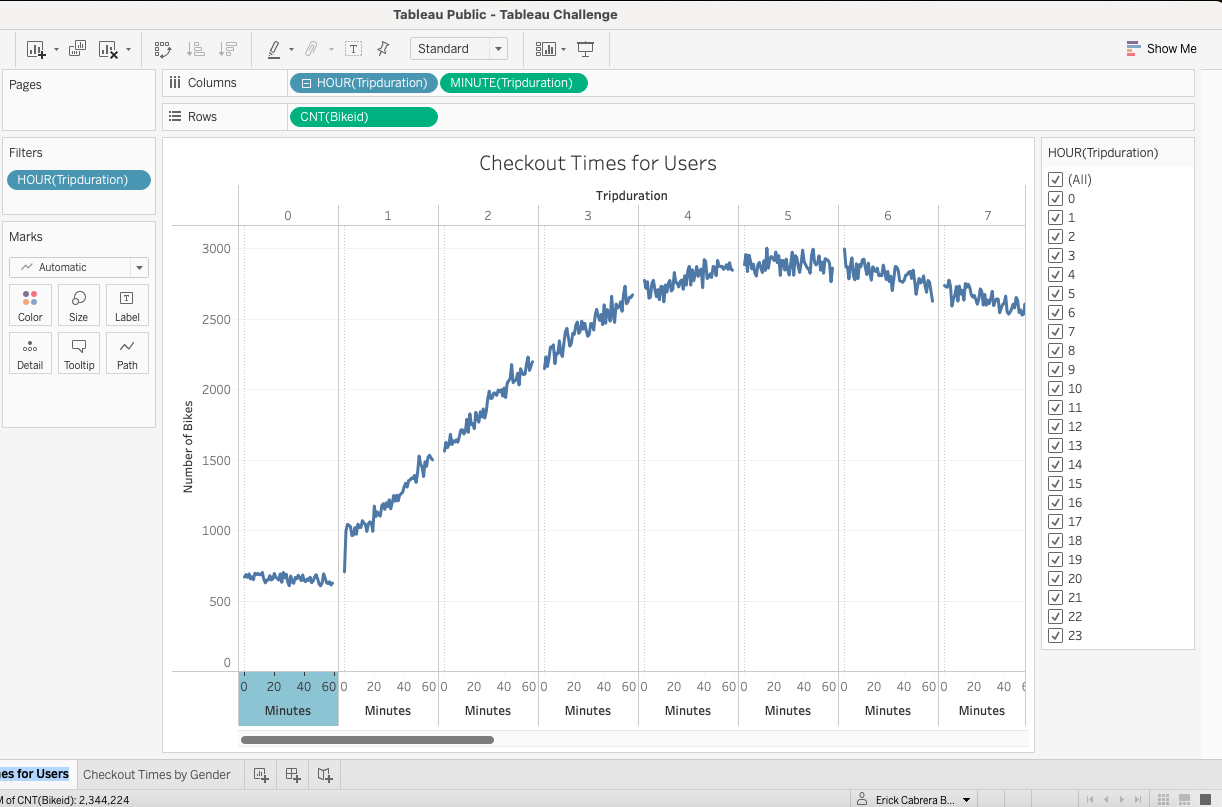 Tableau Public - Tableau Challenge
Standard
Show Me
Pages
Columns
HOUR(Tripduration)
MINUTE(Tripduration)
Rows
CNT(Bikeid)
Filters
HOUR(Tripduration)
Marks
Automatic
Color
Size
Label
Detail
Tooltip
Path
Checkout Times for Users
Tripduration
0 1 2 3 4 5 6 7
3000
2500
2000
1500
1000
500
0
Number of Bikes
0 20 40 60 0 20 40 60 0 20 40 60 0 20 40 60 0 20 40 60 0 20 40 60 0 20 40 60 0 20 40
Minutes Minutes Minutes Minutes Minutes Minutes Minutes Minutes
HOUR(Tripduration)
(All)
0
1
2
3
4
5
6
7
8
9
10
11
12
13
14
15
16
17
18
19
20
21
22
23
es for Users
Checkout Times by Gender
M of CNT(Bikeid): 2,344,224
Erick Cabrera B...